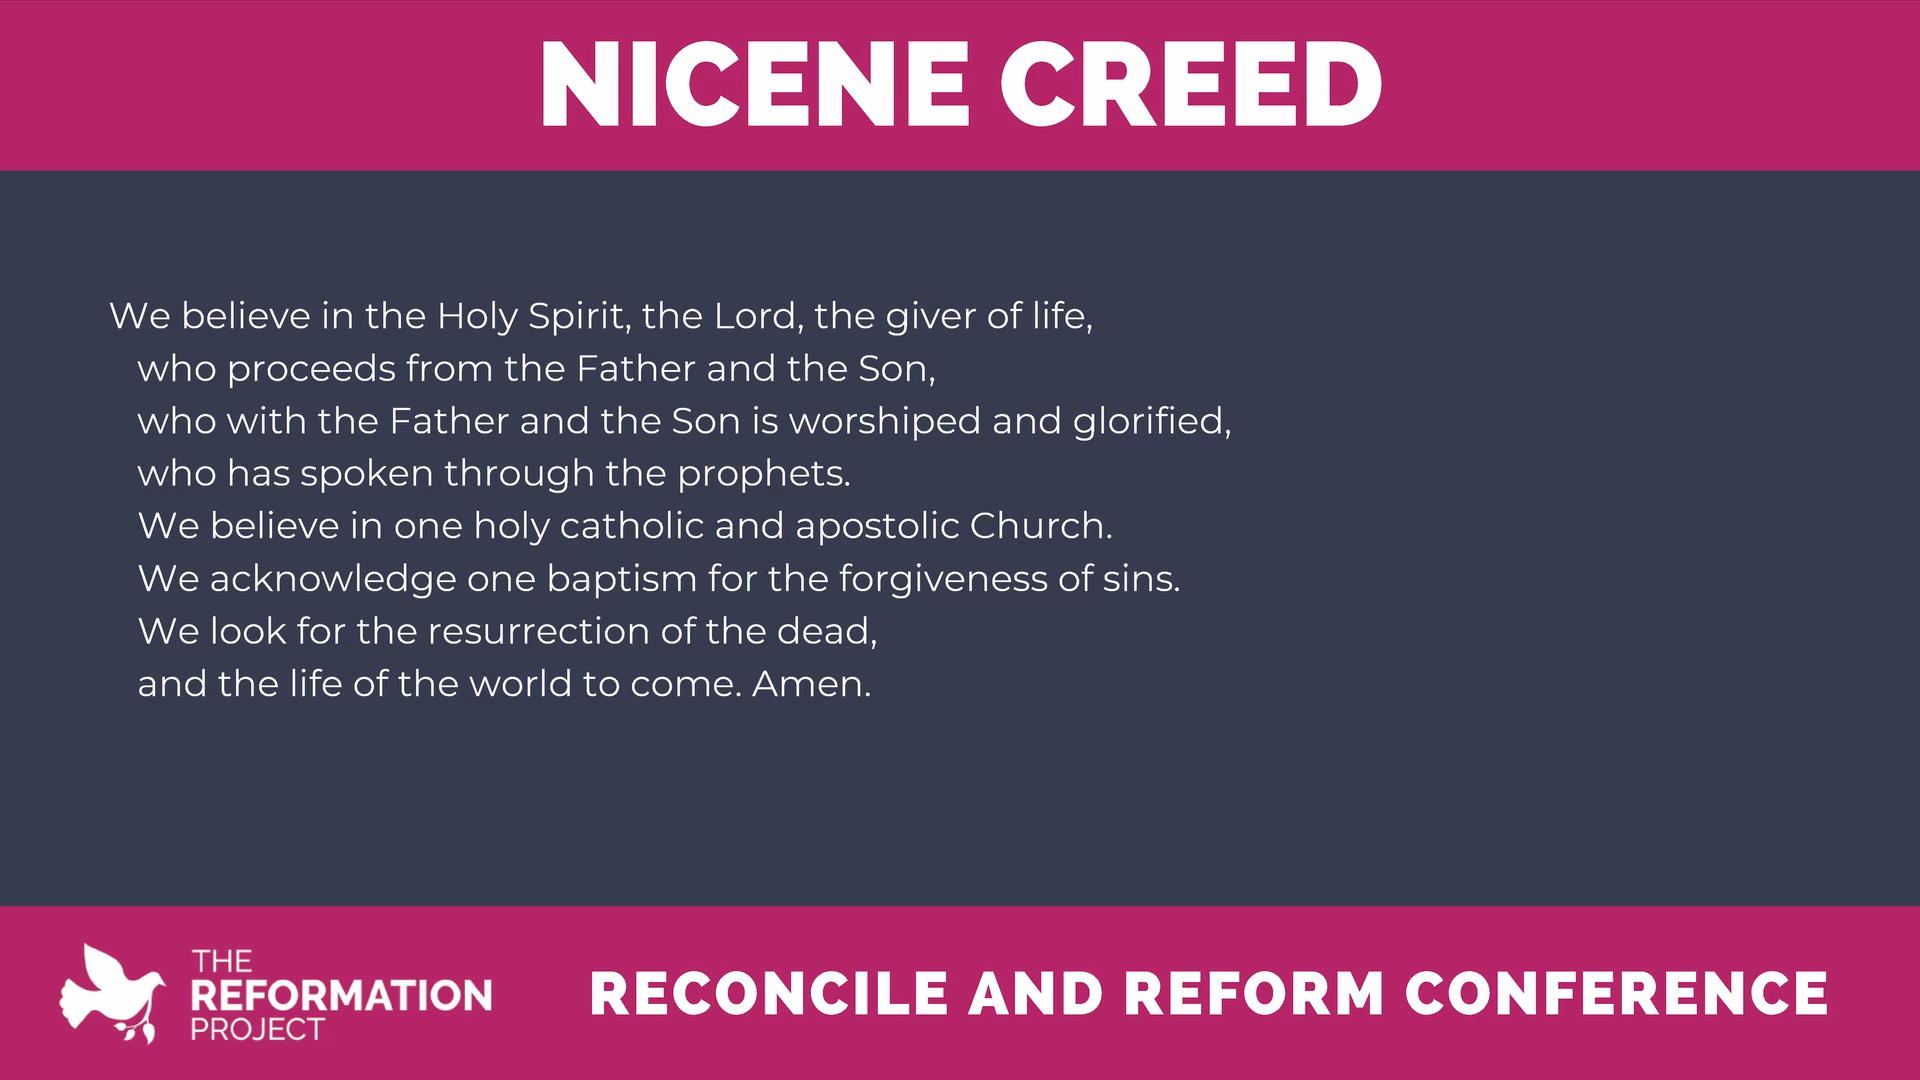 NICENE CREED
We believe in the Holy Spirit, the Lord, the giver of life,
who proceeds from the Father and the Son,
who with the Father and the Son is worshiped and glorified,
who has spoken through the prophets.
We believe in one holy catholic and apostolic Church.
We acknowledge one baptism for the forgiveness of sins.
We look for the resurrection of the dead,
and the life of the world to come. Amen.
THE
REFORMATION
PROJECT
RECONCILE AND REFORM CONFERENCE